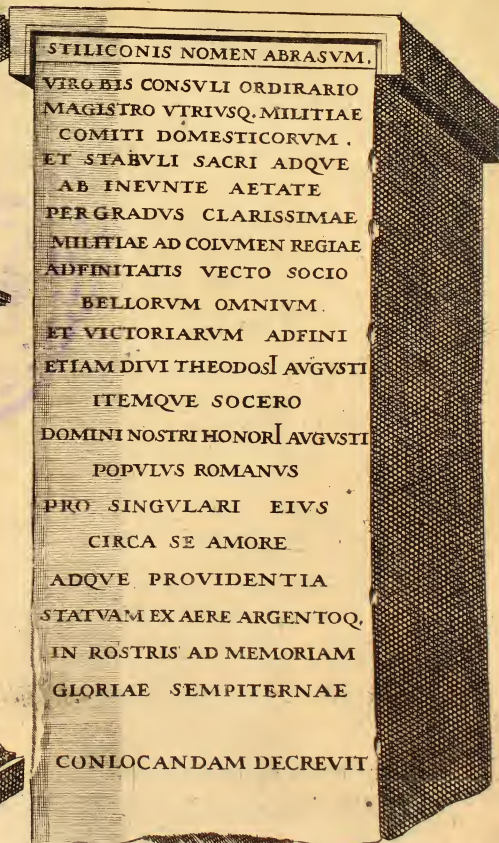 STILICONIS NOMEN ABRASVM.
VIRO BIS CONSVLI ORDIRARIO
MAGISTRO VTRIVSQ. MILITIAE
COMITI DOMESTICORVM .
ET STABVLI SACRI ADQVE
AB INEVNTE AETATE
PER GRADVS CLARISSIMAE
MILITIAE AD COLVMEN REGIAE
ADFINITATIS VECTO SOCIO
BELLORVM OMNIVM .
ET VICTORIARVM ADFINI
ETIAM DIVI THEODOSI AVGVSTI
ITEMQVE SOCERO
DOMINI NOSTRI HONORI AVGVSTI
POPVLVS ROMANVS
PRO SINGVLARI EIVS
CIRCA SE AMORE
ADQVE PROVIDENTIA
STATVAM EX AERE ARGENTOQ.
IN ROSTRIS AD MEMORIAM
GLORIAE SEMPITERNAE
CONLOCANDAM DECREVIT